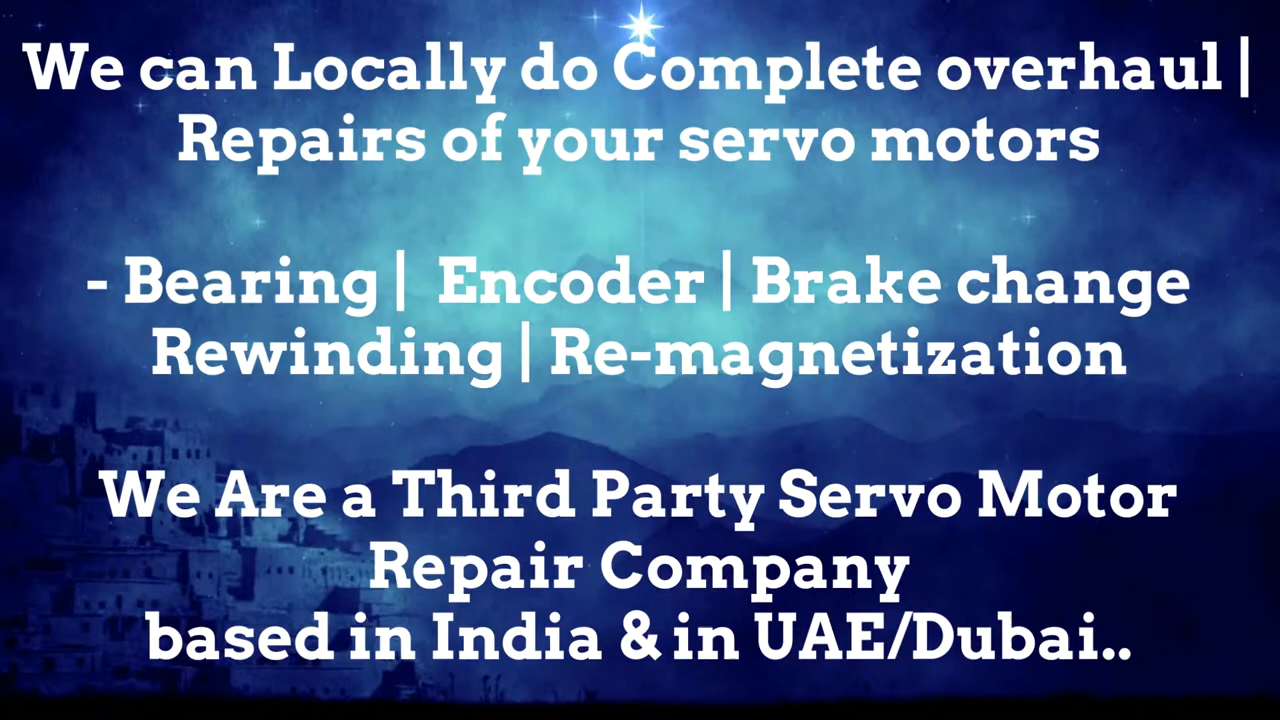 We can Locally do Complete overhaul |
Repairs of your servo motors
- Bearing | Encoder | Brake change
Rewinding | Re-magnetization
We Are a Third Party Servo Motor
Repair Company
based in India & in UAE/Dubai..